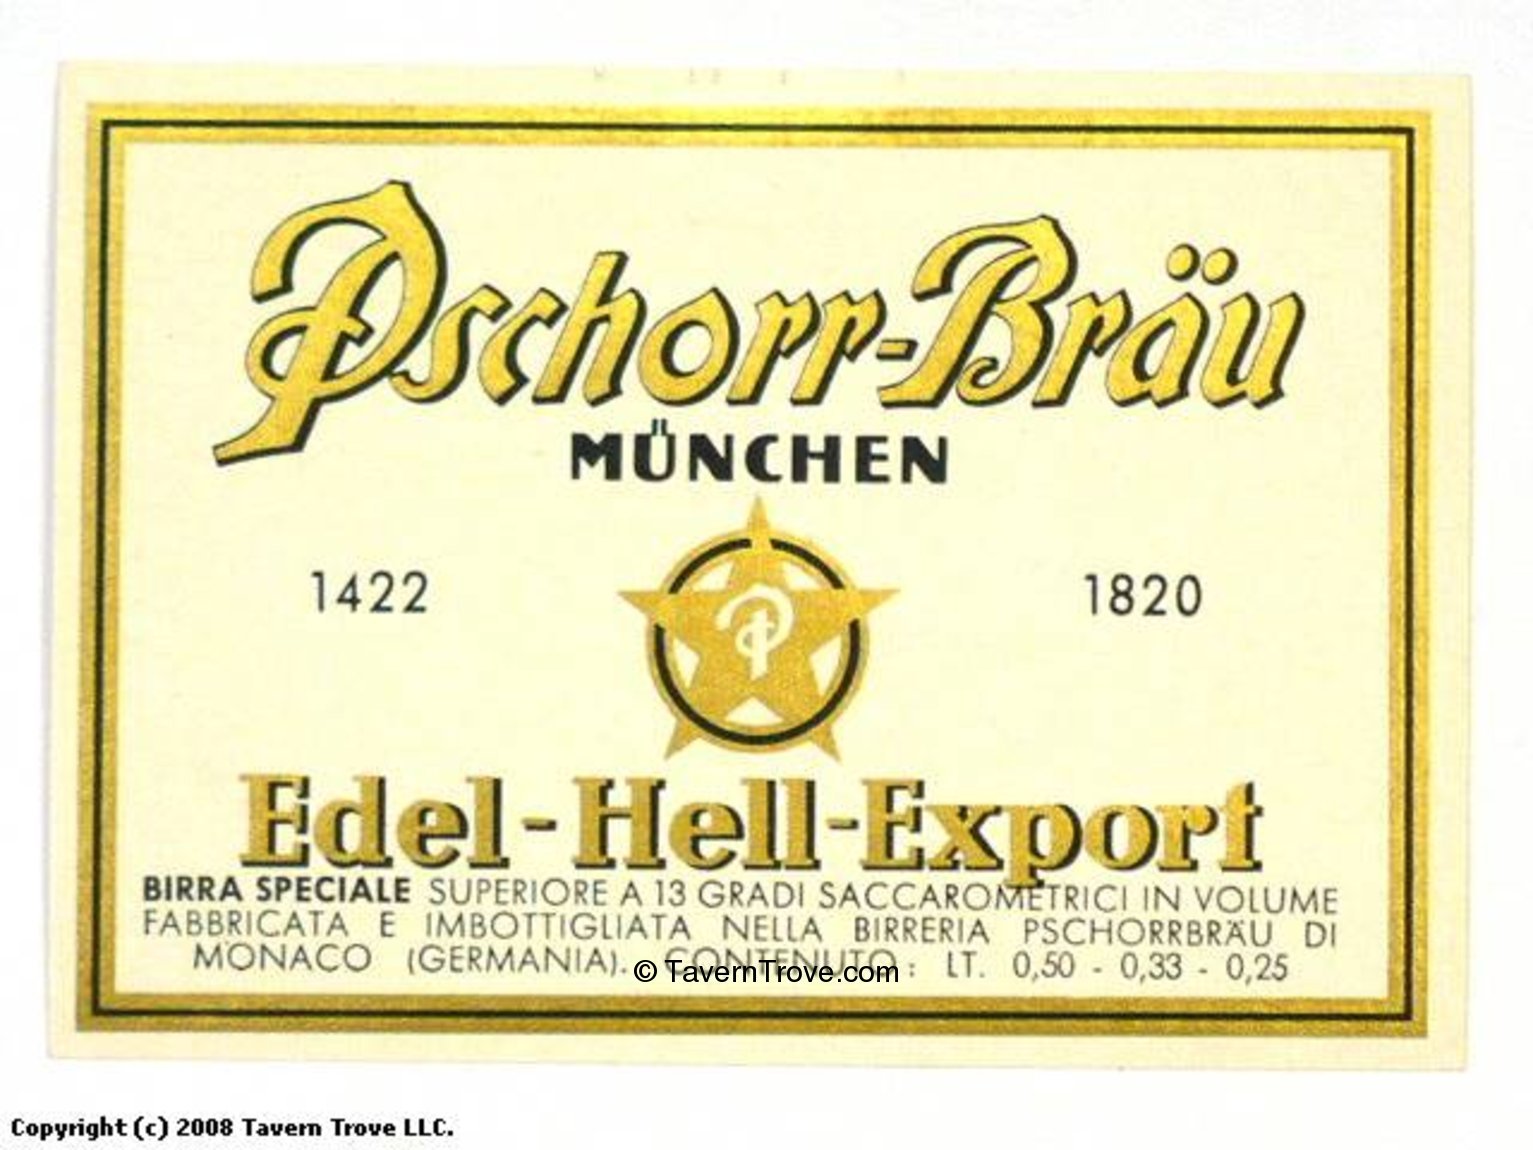 Pschorr-Bräu
MÜNCHEN
1422
1820
P
Edel-Hell-Export
BIRRA SPECIALE SUPERIORE A 13 GRADI SACCAROMETRICI IN VOLUME
FABBRICATA E IMBOTTIGLIATA NELLA BIRRERIA PSCHORRBRÄU DI
MONACO (GERMANIA). CONTENUTO: LT. 0,50 - 0,33 - 0,25
© TavernTrove.com
Copyright (c) 2008 Tavern Trove LLC.